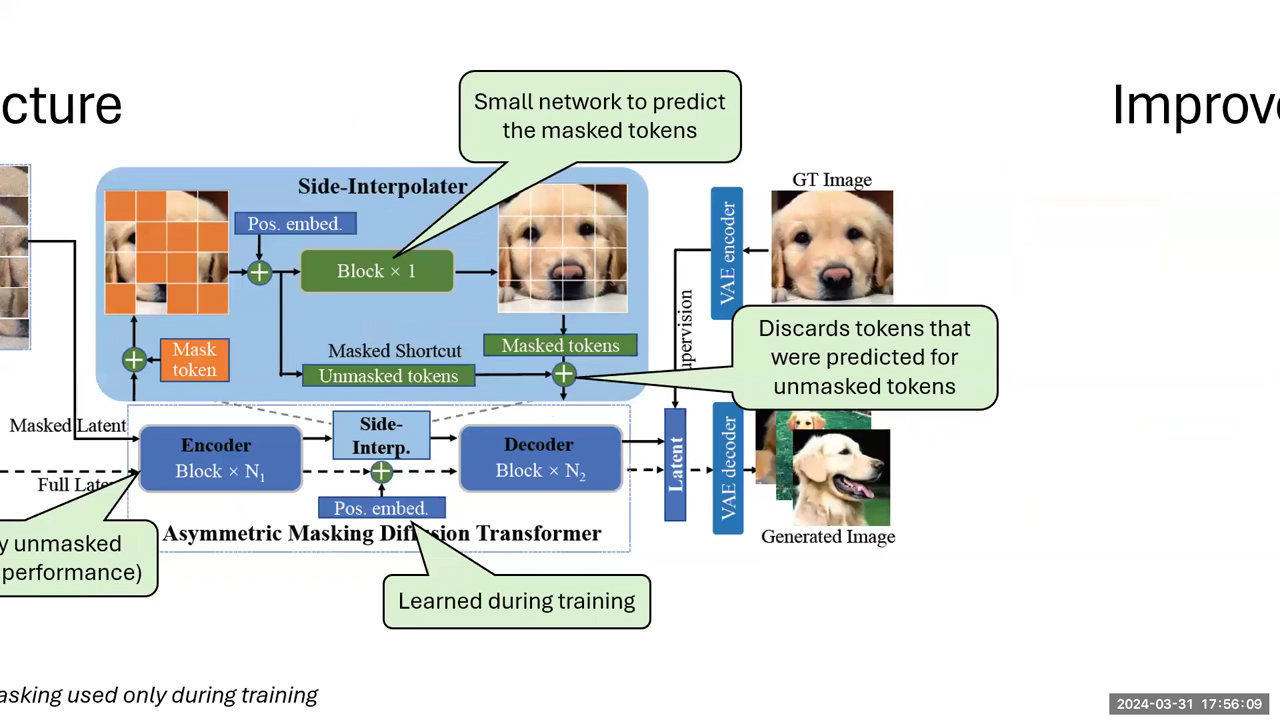 cture
Improv
Small network to predict
the masked tokens
Side-Interpolater
Pos. embed.
Block × 1
GT Image
VAE encoder
Mask
token
Masked Shortcut
Unmasked tokens
Masked tokens
upervision
Discards tokens that
were predicted for
unmasked tokens
Masked Latent
Full Late
Encoder
Block × N1
Side-
Interp.
Decoder
Block × N2
Latent
VAE decoder
Pos. embed.
Asymmetric Masking Diffusion Transformer
Generated Image
y unmasked
performance)
Learned during training
asking used only during training
2024-03-31 17:56:09